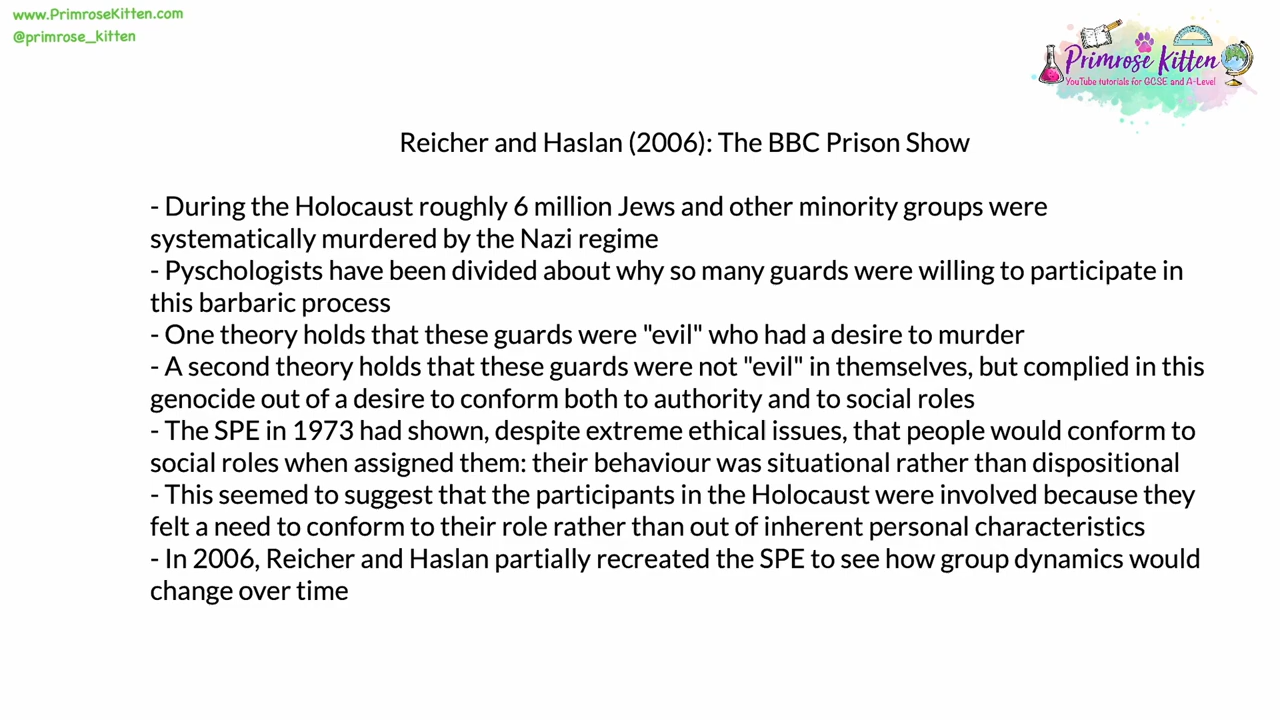 www.PrimroseKitten.com
@primrose_kitten
Primrose Kitten
YouTube tutorials for GCSE and A-Level
Reicher and Haslan (2006): The BBC Prison Show
- During the Holocaust roughly 6 million Jews and other minority groups were
systematically murdered by the Nazi regime
- Pyschologists have been divided about why so many guards were willing to participate in
this barbaric process
- One theory holds that these guards were "evil" who had a desire to murder
- A second theory holds that these guards were not "evil" in themselves, but complied in this
genocide out of a desire to conform both to authority and to social roles
- The SPE in 1973 had shown, despite extreme ethical issues, that people would conform to
social roles when assigned them: their behaviour was situational rather than dispositional
- This seemed to suggest that the participants in the Holocaust were involved because they
felt a need to conform to their role rather than out of inherent personal characteristics
- In 2006, Reicher and Haslan partially recreated the SPE to see how group dynamics would
change over time